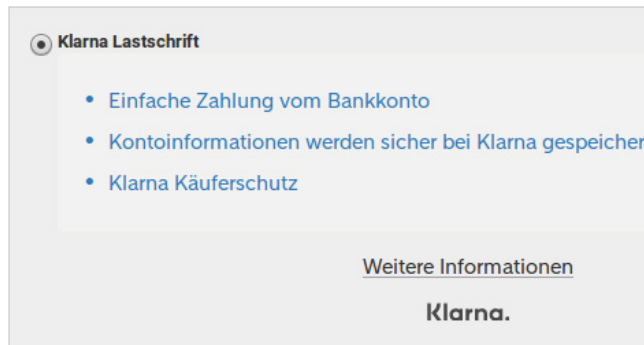 Klarna Lastschrift
Einfache Zahlung vom Bankkonto
Kontoinformationen werden sicher bei Klarna gespeicher
Klarna Käuferschutz
Weitere Informationen
Klarna.